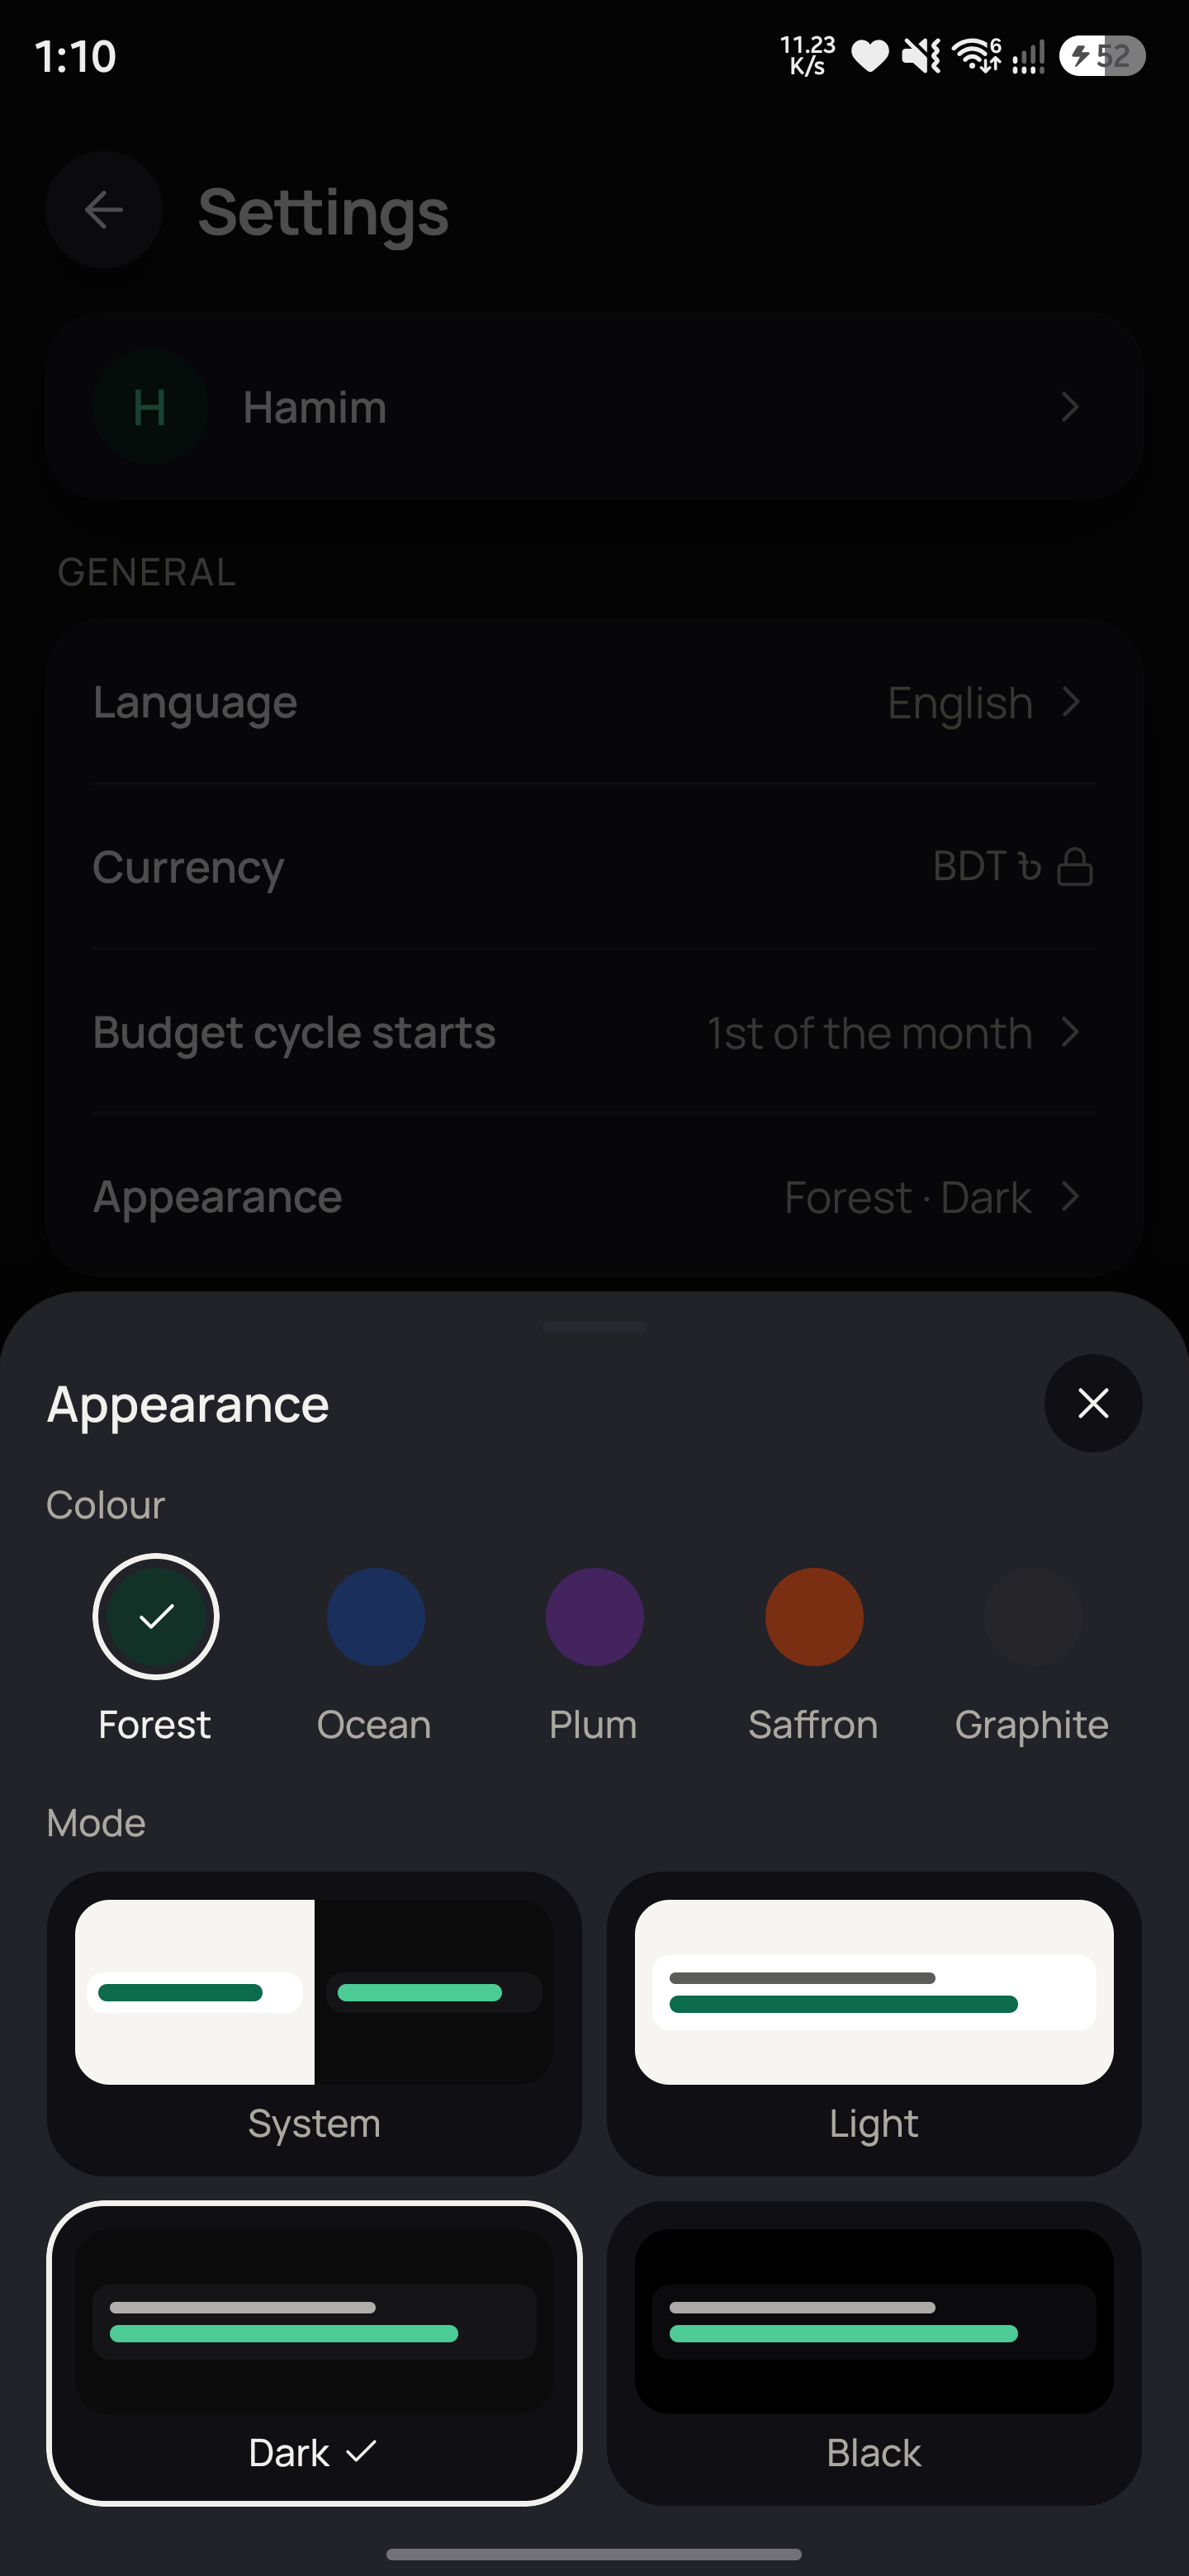 1:10
11.23
K/s
6
52
Settings
H
Hamim
GENERAL
Language
English
Currency
BDT ৳
Budget cycle starts
1st of the month
Appearance
Forest · Dark
Appearance
Colour
Forest
Ocean
Plum
Saffron
Graphite
Mode
System
Light
Dark
Black